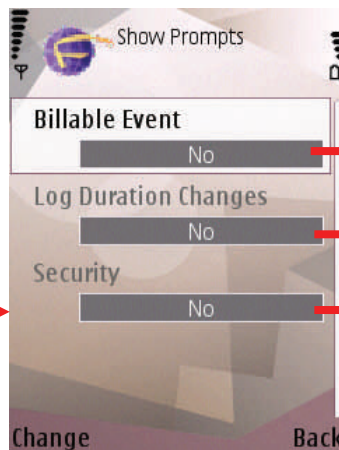 Show Prompts
Billable Event
No
Log Duration Changes
No
Security
No
Change Back